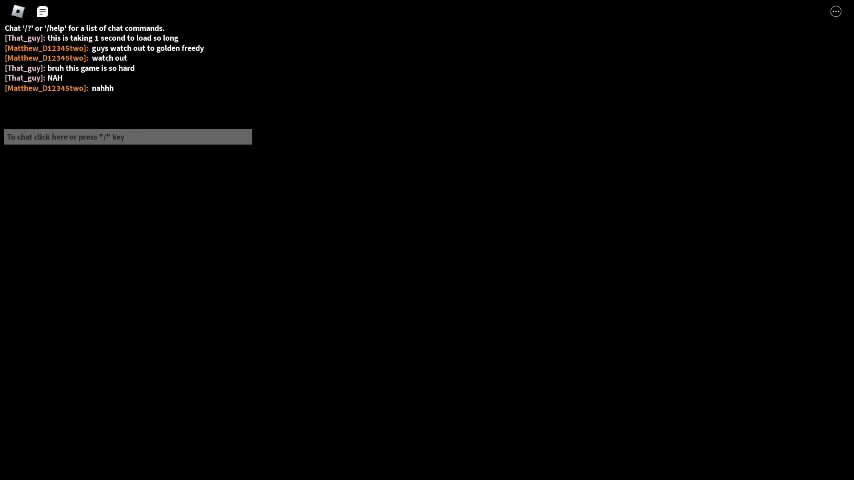 Chat '/?' or '/help' for a list of chat commands.
[That_guy]: this is taking 1 second to load so long
[Matthew_D12345two]: guys watch out to golden freedy
[Matthew_D12345two]: watch out
[That_guy]: bruh this game is so hard
[That_guy]: NAH
[Matthew_D12345two]: nahhh
To chat click here or press "/" key